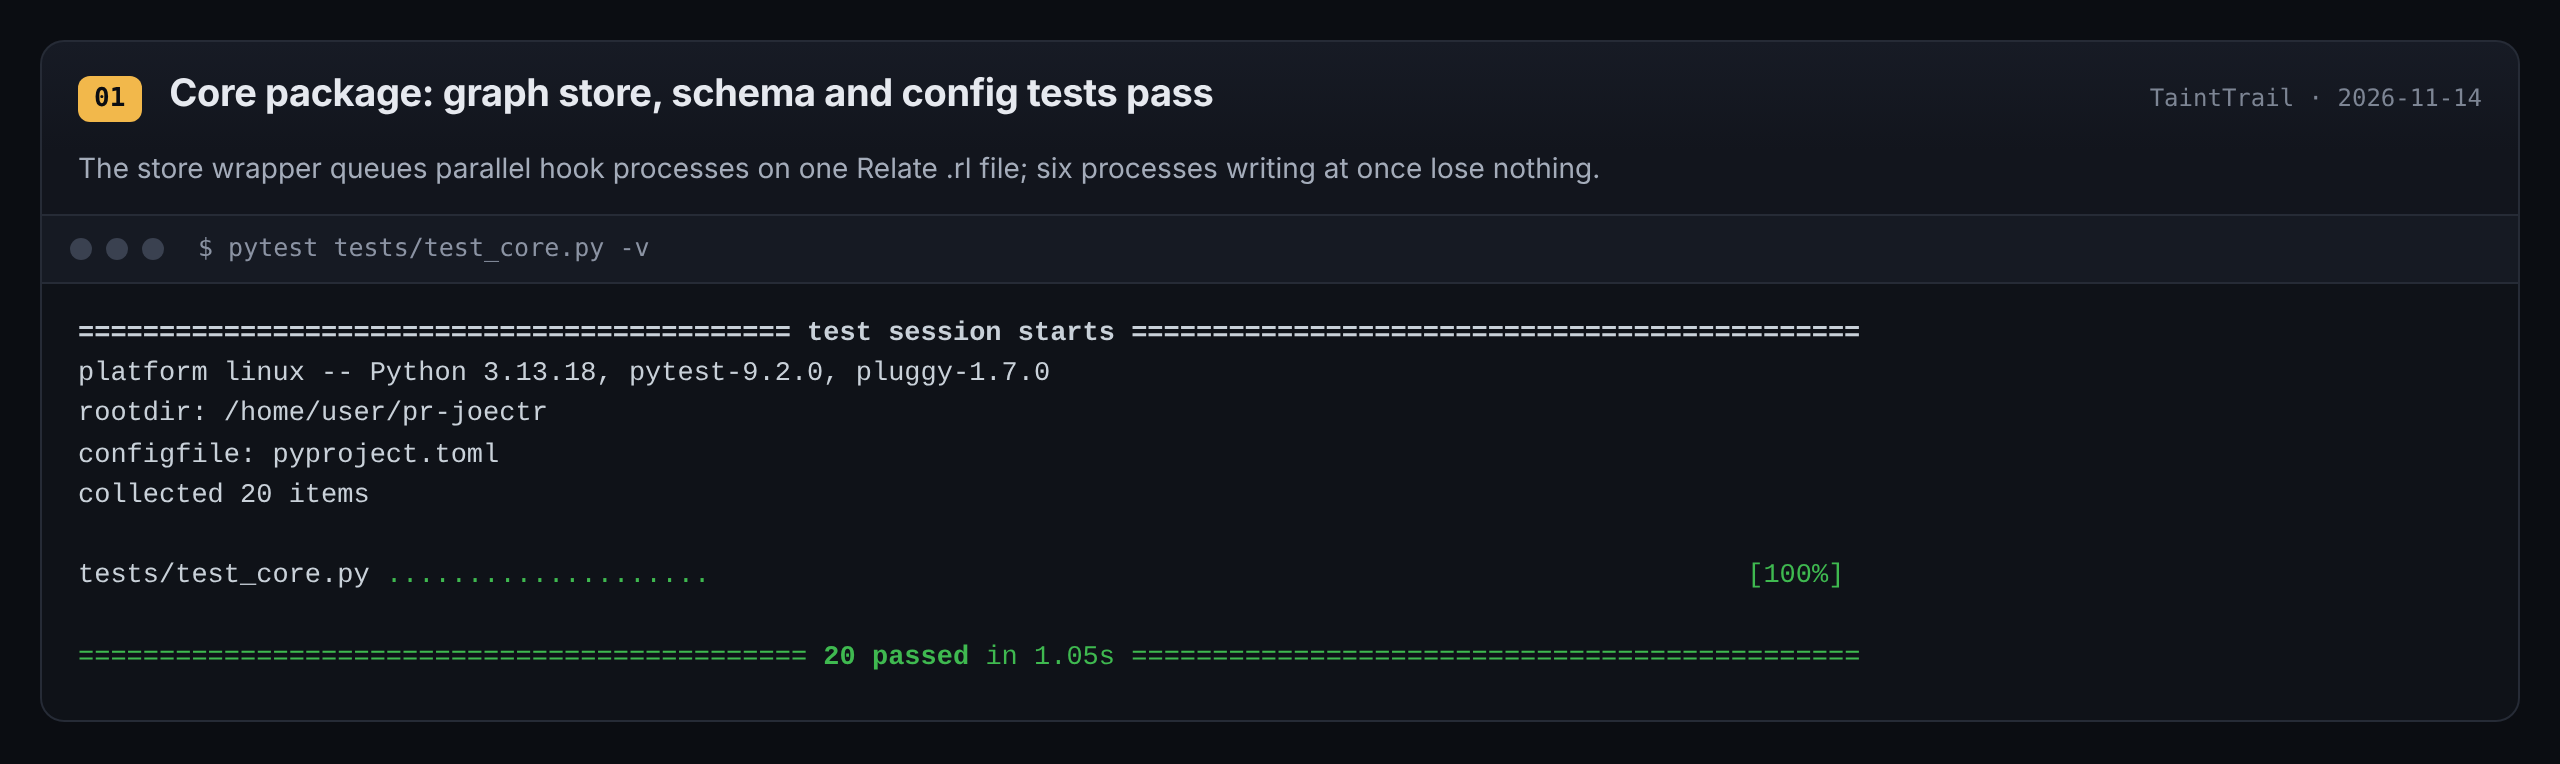 01 Core package: graph store, schema and config tests pass TaintTrail · 2026-11-14
The store wrapper queues parallel hook processes on one Relate .rl file; six processes writing at once lose nothing.
$ pytest tests/test_core.py -v
============================================ test session starts =============================================
platform linux -- Python 3.13.18, pytest-9.2.0, pluggy-1.7.0
rootdir: /home/user/pr-joectr
configfile: pyproject.toml
collected 20 items
tests/test_core.py .................... [100%]
============================================= 20 passed in 1.05s =============================================